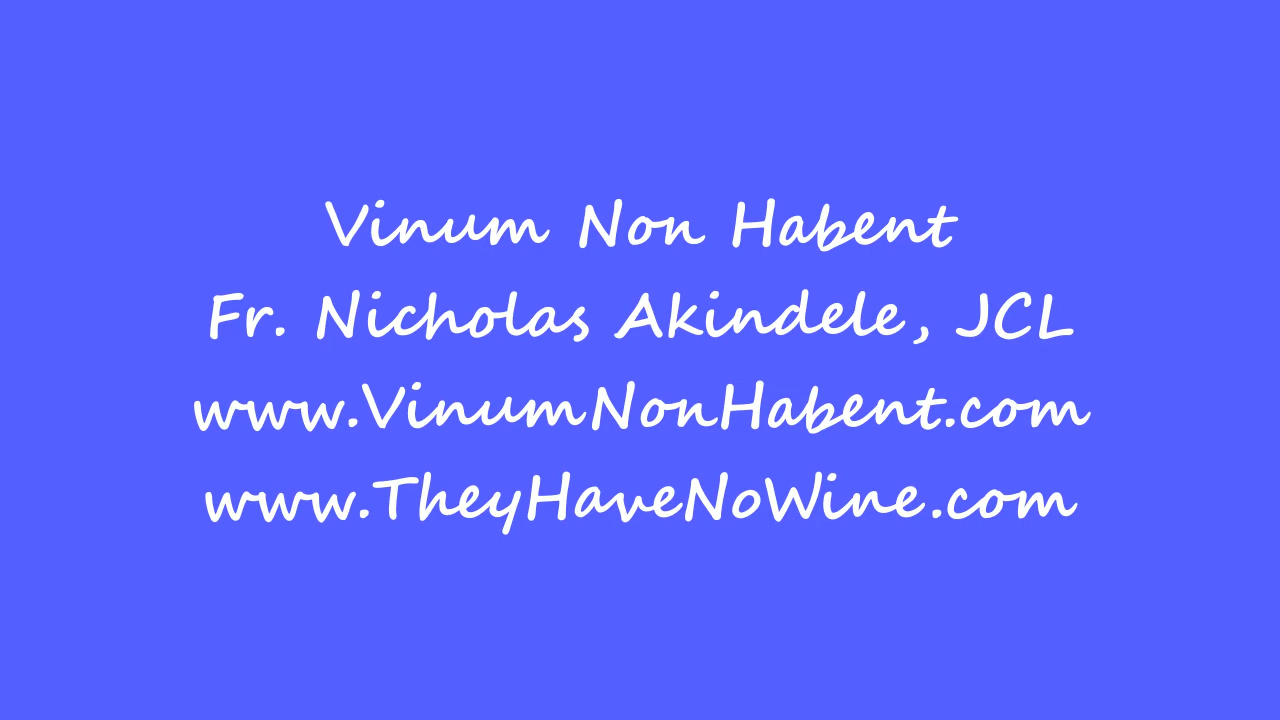 Vinum Non Habent
Fr. Nicholas Akindele, JCL
www.VinumNonHabent.com
www.TheyHaveNoWine.com